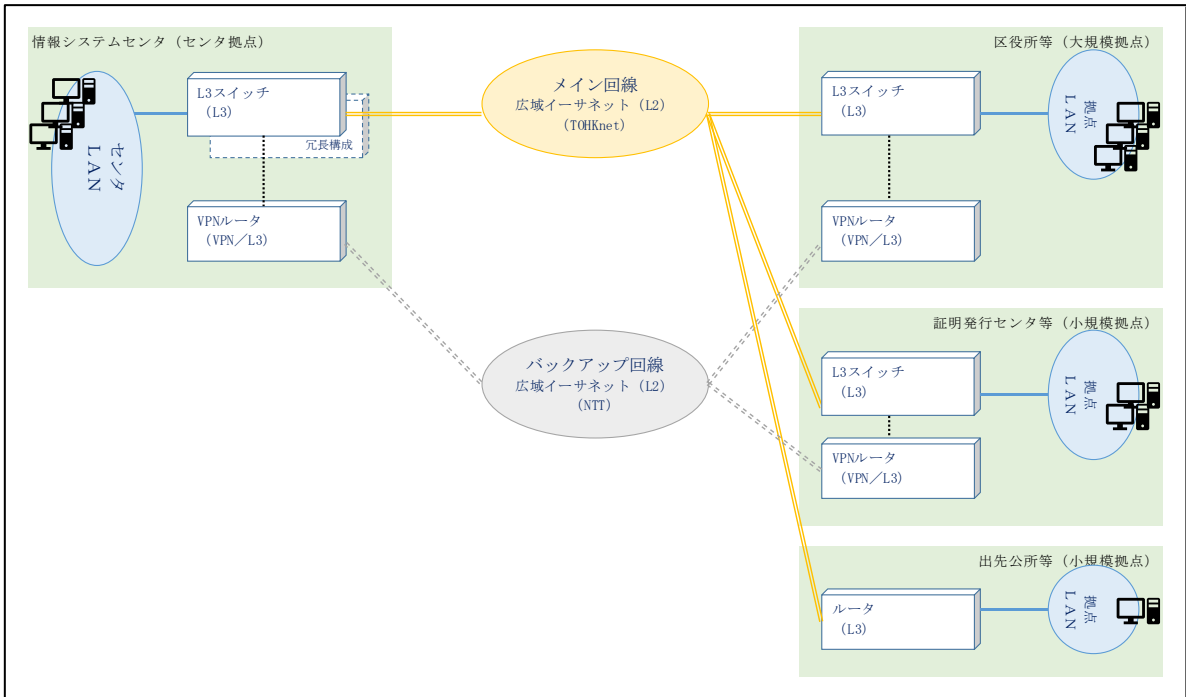 情報システムセンタ（センタ拠点）
L3スイッチ
（L3）
冗長構成
センタ
LAN
VPNルータ
（VPN／L3）
メイン回線
広域イーサネット（L2）
（TOHKnet）
バックアップ回線
広域イーサネット（L2）
（NTT）
区役所等（大規模拠点）
L3スイッチ
（L3）
拠点
LAN
VPNルータ
（VPN／L3）
証明発行センタ等（小規模拠点）
L3スイッチ
（L3）
拠点
LAN
VPNルータ
（VPN／L3）
出先公所等（小規模拠点）
ルータ
（L3）
拠点
LAN